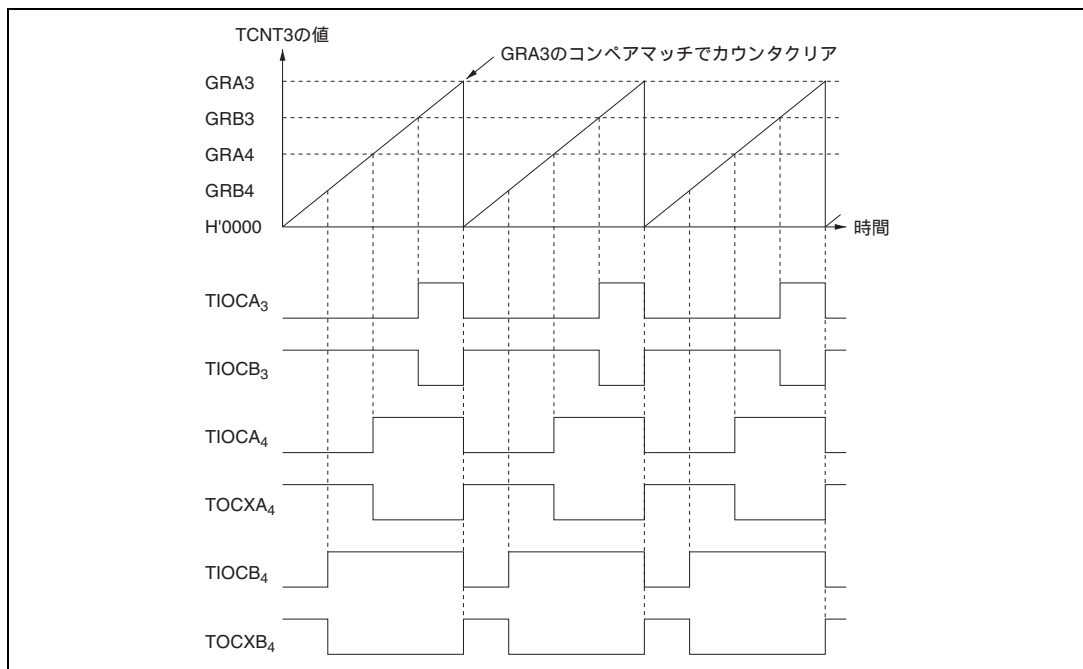 TCNT3の値
GRA3のコンペアマッチでカウンタクリア
GRA3
GRB3
GRA4
GRB4
H'0000
時間
TIOCA3
TIOCB3
TIOCA4
TOCXA4
TIOCB4
TOCXB4